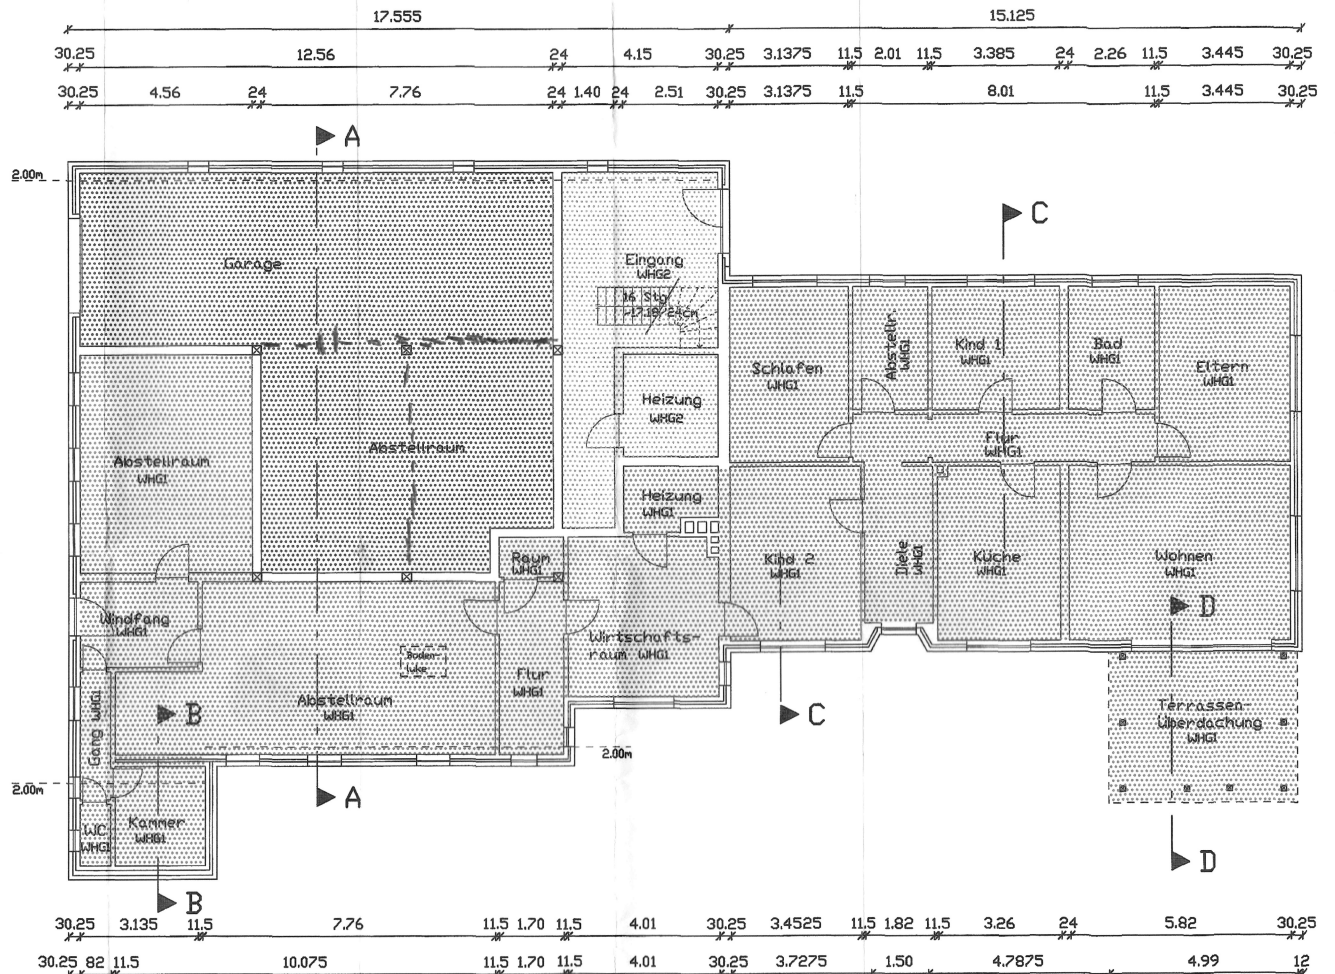 17.555 15.125
30.25 12.56 24 4.15 30.25 3.1375 11.5 2.01 11.5 3.385 24 2.26 11.5 3.445 30.25
30.25 4.56 24 7.76 24 1.40 24 2.51 30.25 3.1375 11.5 8.01 11.5 3.445 30.25
A
2.00m
C
Garage
Eingang
WHG2
16 Stg
Schlafen
WHG1
Abstellr.
WHG1
Kind 1
WHG1
Bad
WHG1
Eltern
WHG1
Heizung
WHG2
Flur
WHG1
Abstellraum
WHG1
Abstellraum
Heizung
WHG1
Raum
WHG1
Kind 2
WHG1
Diele
WHG1
Küche
WHG1
Wohnen
WHG1
D
Windfang
WHG1
Wirtschafts-
raum WHG1
Boden-
luke
Flur
WHG1
Abstellraum
WHG1
B
Gang WHG1
C
Terrassen-
Überdachung
WHG1
2.00m
2.00m
A
WC
WHG1
Kammer
WHG1
D
B
30.25 3.135 11.5 7.76 11.5 1.70 11.5 4.01 30.25 3.4525 11.5 1.82 11.5 3.26 24 5.82 30.25
30.25 82 11.5 10.075 11.5 1.70 11.5 4.01 30.25 3.7275 1.50 4.7875 4.99 12